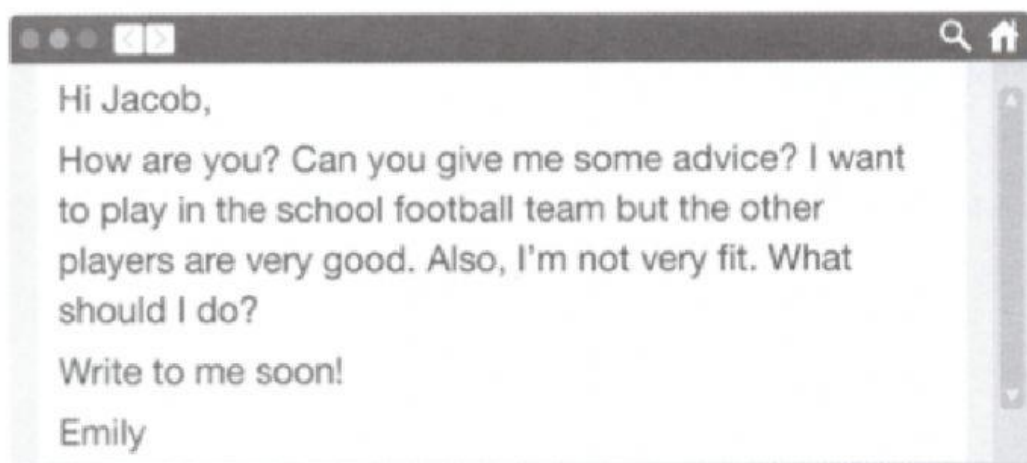 Hi Jacob,
How are you? Can you give me some advice? I want
to play in the school football team but the other
players are very good. Also, I'm not very fit. What
should I do?
Write to me soon!
Emily